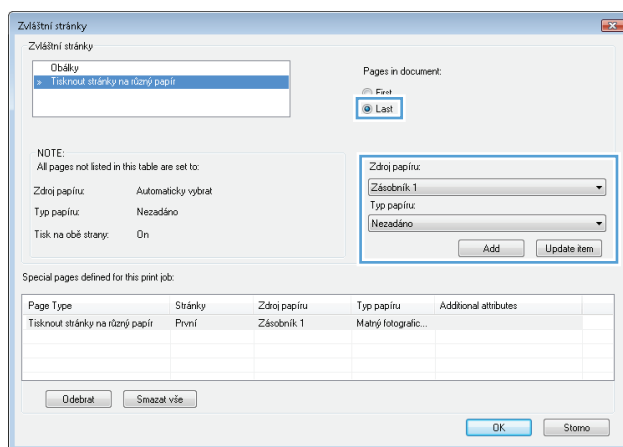 Zvláštní stránky
Zvláštní stránky
Obálky
» Tisknout stránky na různý papír
Pages in document:
First
Last
NOTE:
All pages not listed in this table are set to:
Zdroj papíru: Automaticky vybrat
Typ papíru: Nezadáno
Tisk na obě strany: On
Zdroj papíru:
Zásobník 1
Typ papíru:
Nezadáno
Add Update item
Special pages defined for this print job:
Page Type Stránky Zdroj papíru Typ papíru Additional attributes
Tisknout stránky na různý papír První Zásobník 1 Matný fotografic...
Odebrat Smazat vše
OK Storno